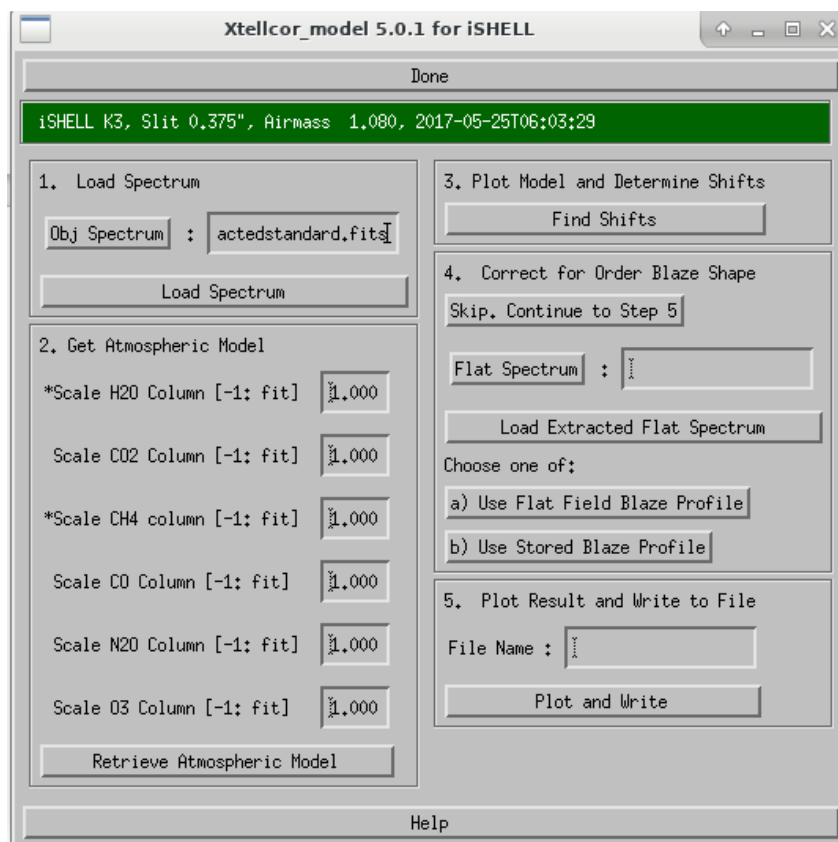 Xtellcor_model 5.0.1 for iSHELL
Done
iSHELL K3, Slit 0.375", Airmass  1.080, 2017-05-25T06:03:29
1.  Load Spectrum
Obj Spectrum : actedstandard.fits
Load Spectrum
2. Get Atmospheric Model
*Scale H2O Column [-1: fit] 1.000
Scale CO2 Column [-1: fit] 1.000
*Scale CH4 column [-1: fit] 1.000
Scale CO Column [-1: fit] 1.000
Scale N2O Column [-1: fit] 1.000
Scale O3 Column [-1: fit] 1.000
Retrieve Atmospheric Model
3. Plot Model and Determine Shifts
Find Shifts
4.  Correct for Order Blaze Shape
Skip. Continue to Step 5
Flat Spectrum :
Load Extracted Flat Spectrum
Choose one of:
a) Use Flat Field Blaze Profile
b) Use Stored Blaze Profile
5.  Plot Result and Write to File
File Name :
Plot and Write
Help